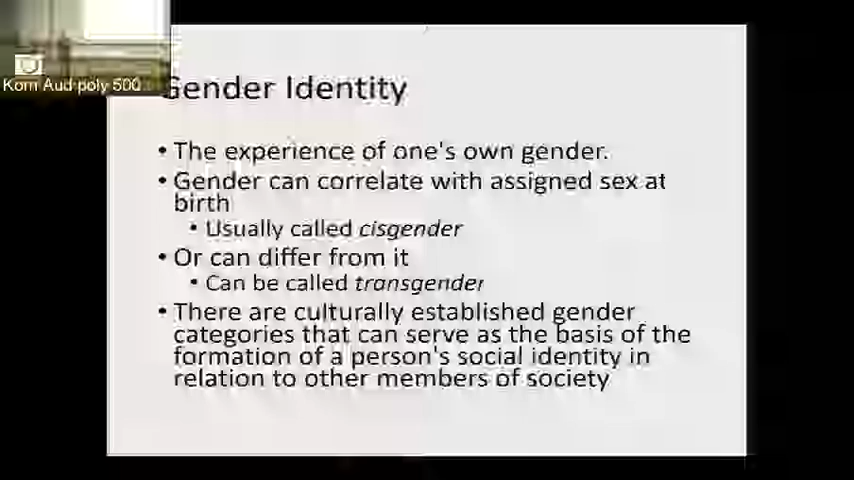 Kom Aud poly 500
Gender Identity
• The experience of one's own gender.
• Gender can correlate with assigned sex at
birth
• Usually called cisgender
• Or can differ from it
• Can be called transgender
• There are culturally established gender
categories that can serve as the basis of the
formation of a person's social identity in
relation to other members of society